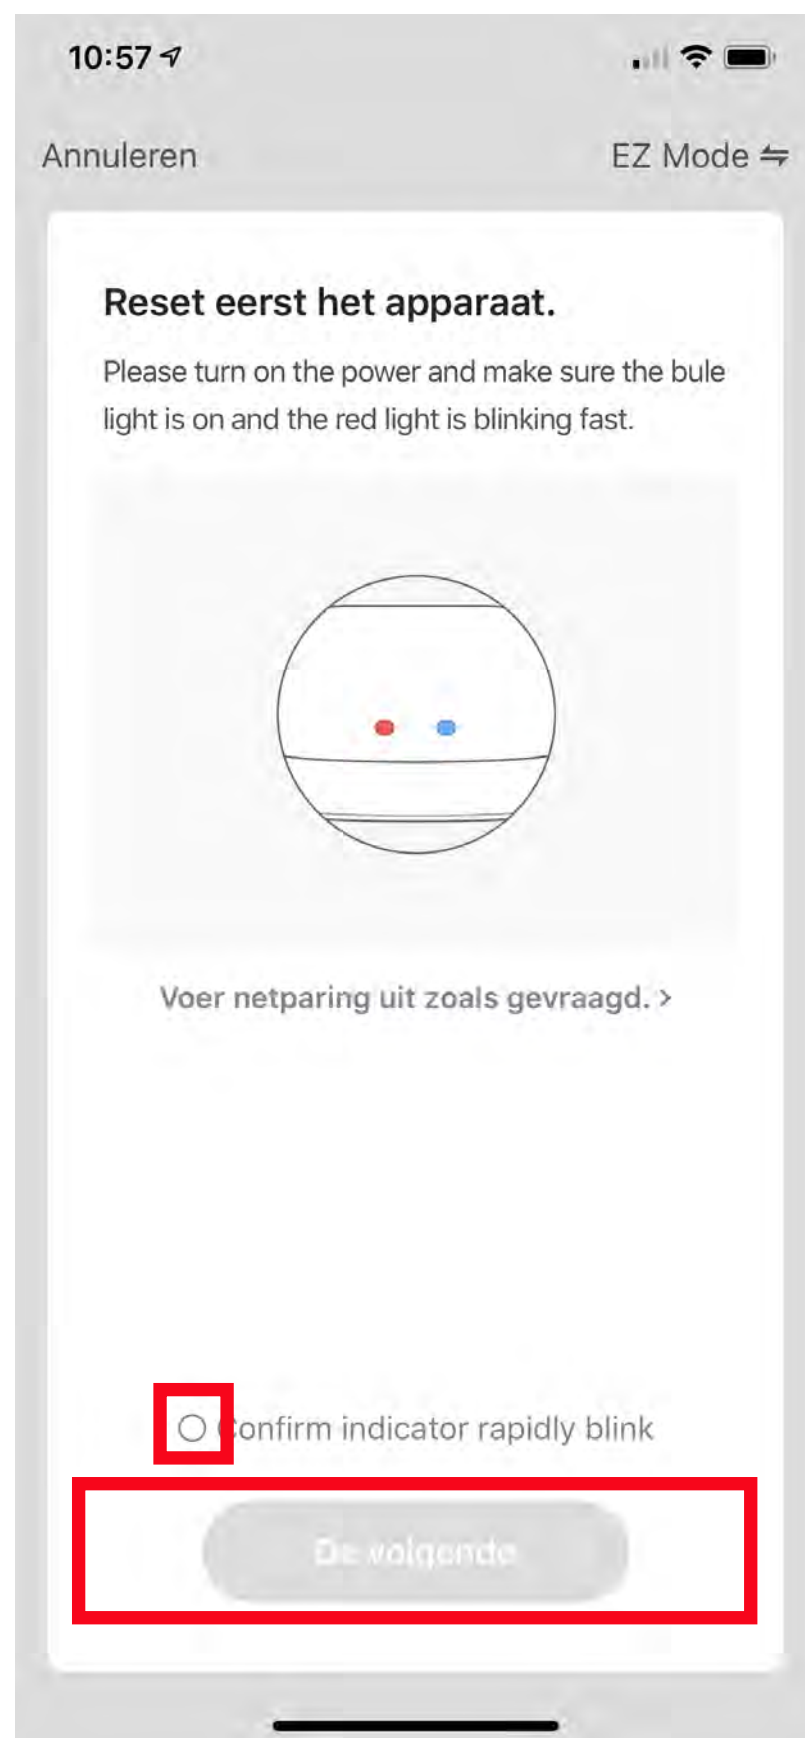 10:57
Annuleren EZ Mode ⇋
Reset eerst het apparaat.
Please turn on the power and make sure the bule
light is on and the red light is blinking fast.
Voer netparing uit zoals gevraagd. >
Confirm indicator rapidly blink
De volgende